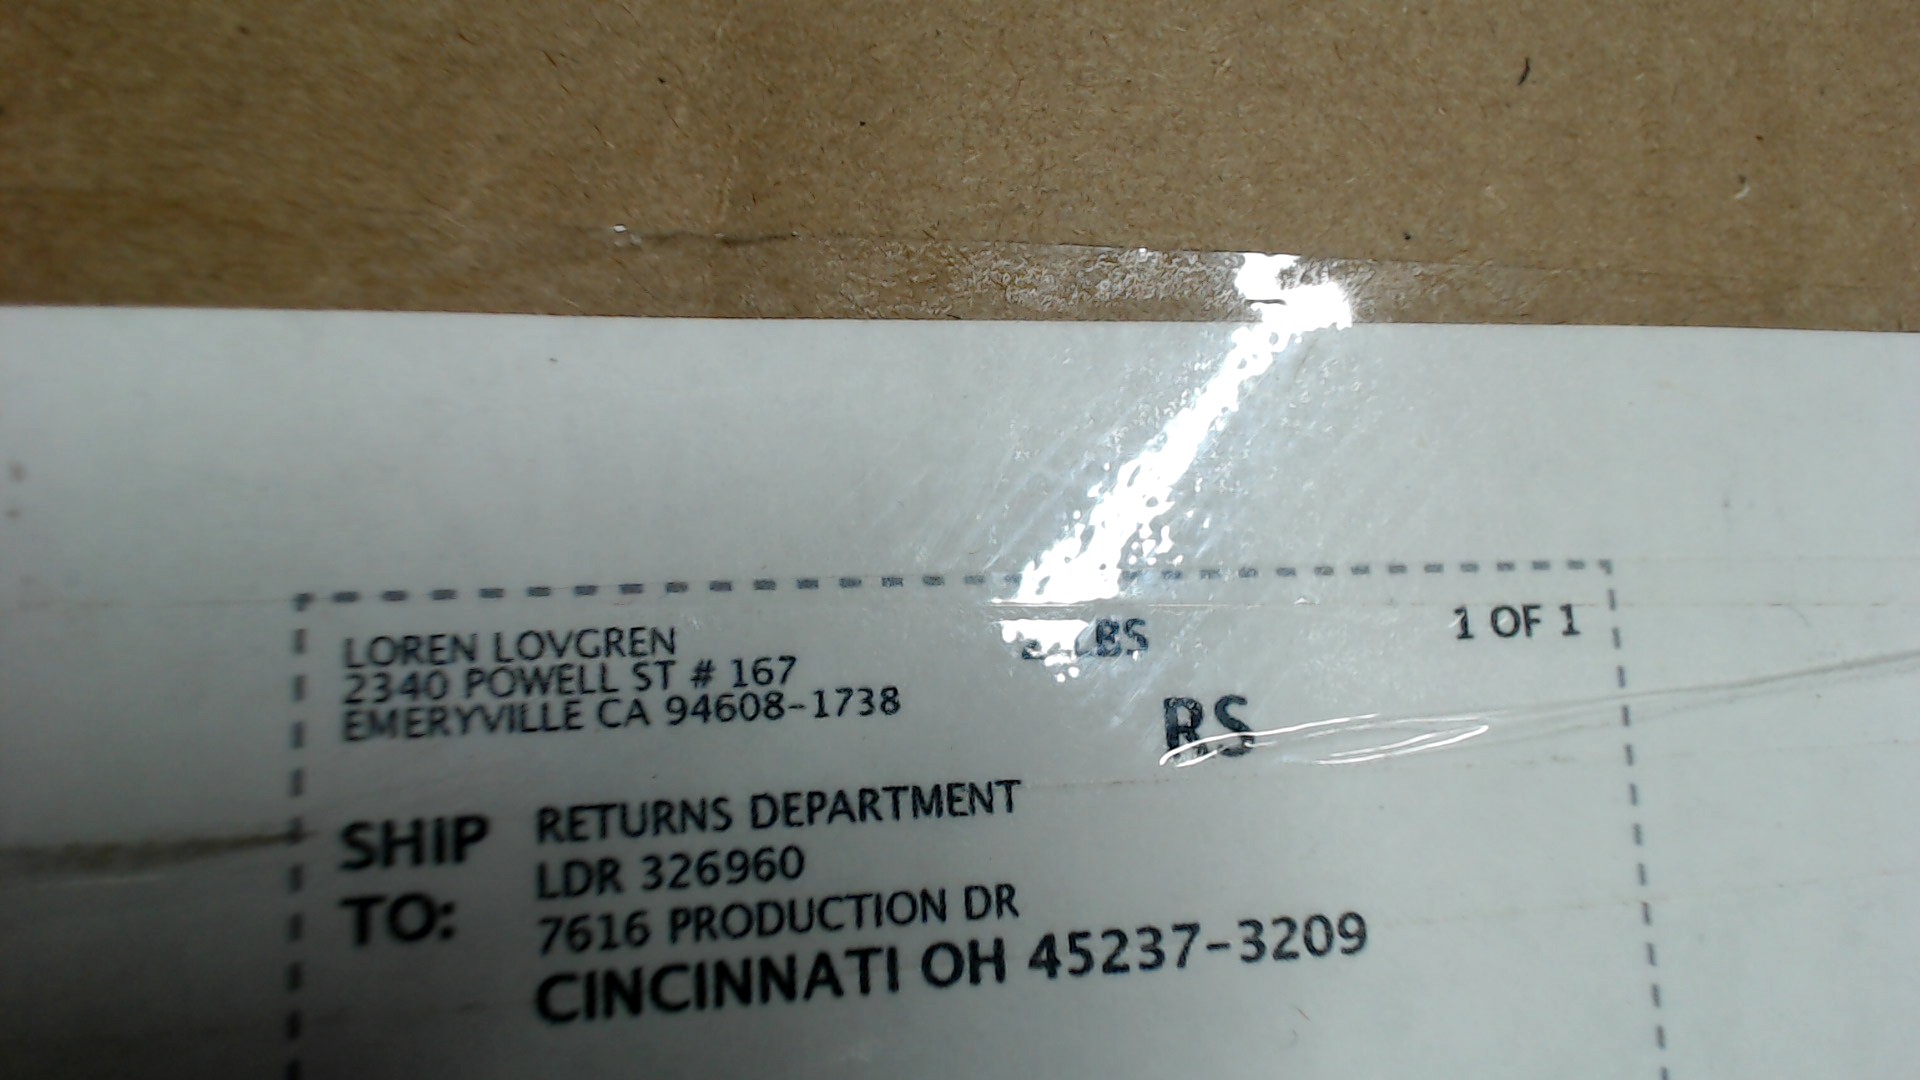 LOREN LOVGREN
2340 POWELL ST # 167
EMERYVILLE CA 94608-1738
LBS
1 OF 1
RS
SHIP TO:
RETURNS DEPARTMENT
LDR 326960
7616 PRODUCTION DR
CINCINNATI OH 45237-3209